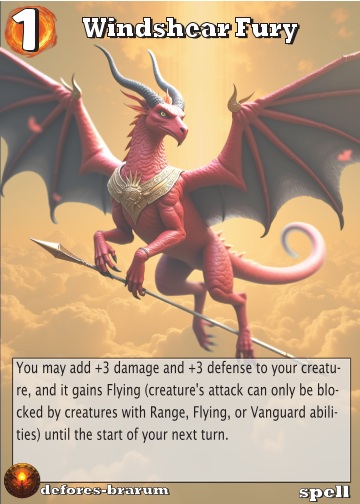 1
Windshear Fury
You may add +3 damage and +3 defense to your creatu-
re, and it gains Flying (creature's attack can only be blo-
cked by creatures with Range, Flying, or Vanguard abili-
ties) until the start of your next turn.
defores-brarum
spell